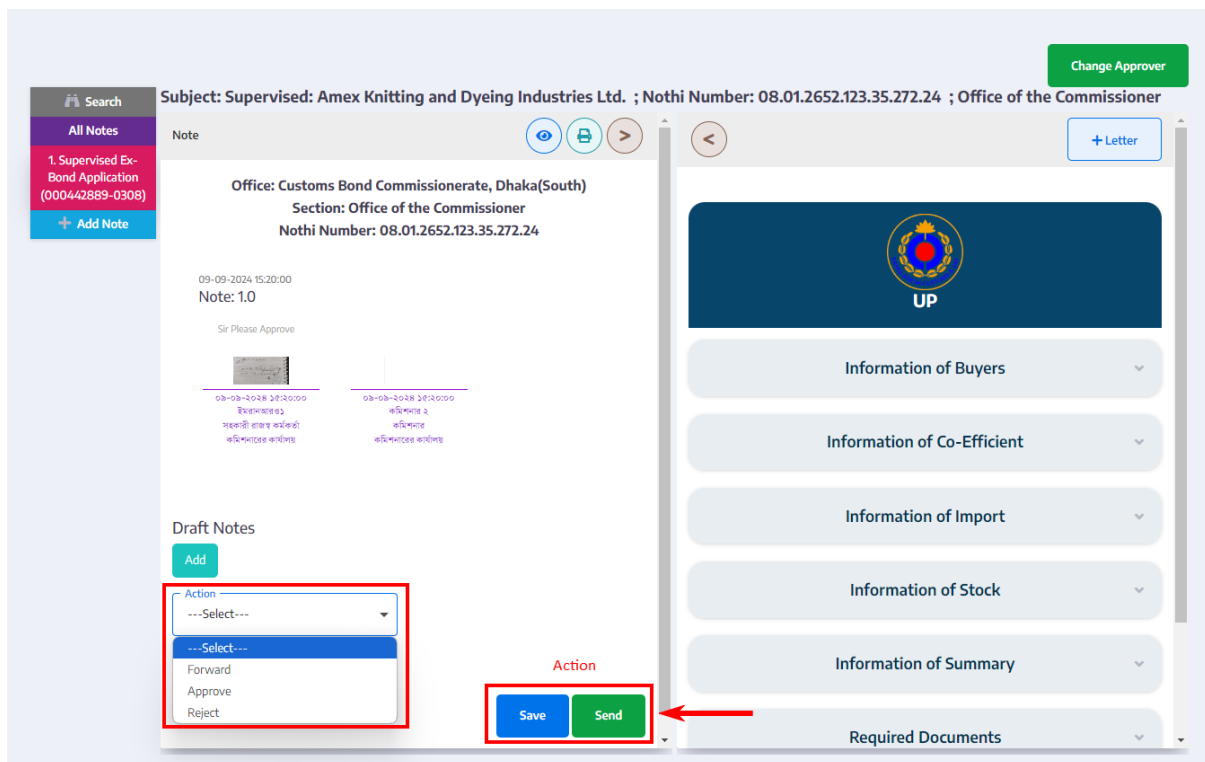 Change Approver
Search
All Notes
1. Supervised Ex-
Bond Application
(000442889-0308)
Add Note
Subject: Supervised: Amex Knitting and Dyeing Industries Ltd. ; Nothi Number: 08.01.2652.123.35.272.24 ; Office of the Commissioner
Note
Office: Customs Bond Commissionerate, Dhaka(South)
Section: Office of the Commissioner
Nothi Number: 08.01.2652.123.35.272.24
09-09-2024 15:20:00
Note: 1.0
Sir Please Approve
০৯-০৯-২০২৪ ১৫:২০:০০
ইমরানআরও১
সহকারী রাজস্ব কর্মকর্তা
কমিশনারের কার্যালয়
০৯-০৯-২০২৪ ১৫:২০:০০
কমিশনার ২
কমিশনার
কমিশনারের কার্যালয়
Draft Notes
Add
Action
---Select---
---Select---
Forward
Approve
Reject
Action
Save
Send
+ Letter
UP
Information of Buyers
Information of Co-Efficient
Information of Import
Information of Stock
Information of Summary
Required Documents